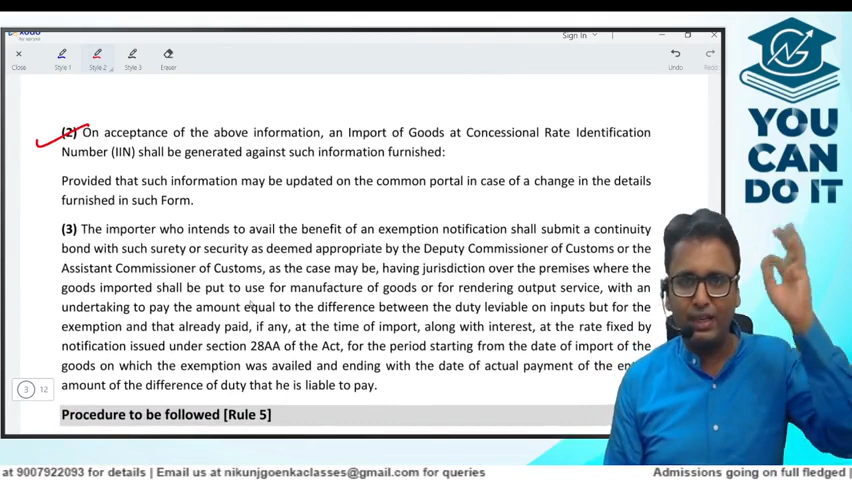 Sign In
Close
Style 1
Style 2
Style 3
Eraser
Undo
Redo
(2) On acceptance of the above information, an Import of Goods at Concessional Rate Identification
Number (IIN) shall be generated against such information furnished:
Provided that such information may be updated on the common portal in case of a change in the details
furnished in such Form.
(3) The importer who intends to avail the benefit of an exemption notification shall submit a continuity
bond with such surety or security as deemed appropriate by the Deputy Commissioner of Customs or the
Assistant Commissioner of Customs, as the case may be, having jurisdiction over the premises where the
goods imported shall be put to use for manufacture of goods or for rendering output service, with an
undertaking to pay the amount equal to the difference between the duty leviable on inputs but for the
exemption and that already paid, if any, at the time of import, along with interest, at the rate fixed by
notification issued under section 28AA of the Act, for the period starting from the date of import of the
goods on which the exemption was availed and ending with the date of actual payment of the
amount of the difference of duty that he is liable to pay.
3 12
Procedure to be followed [Rule 5]
YOU
CAN
DO IT
at 9007922093 for details | Email us at nikunjgoenkaclasses@gmail.com for queries
Admissions going on full fledged |